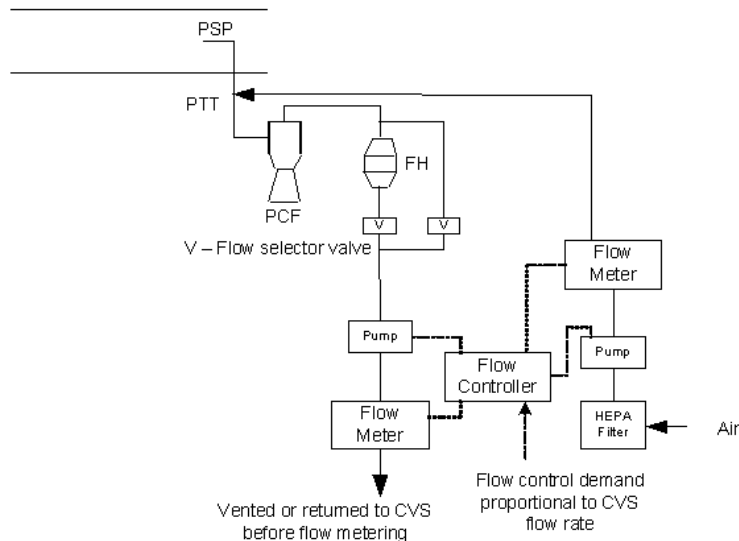 PSP
PTT
FH
PCF
V
V
V – Flow selector valve
Flow
Meter
Pump
Pump
Flow
Controller
Flow
Meter
HEPA
Filter
Air
Vented or returned to CVS
before flow metering
Flow control demand
proportional to CVS
flow rate